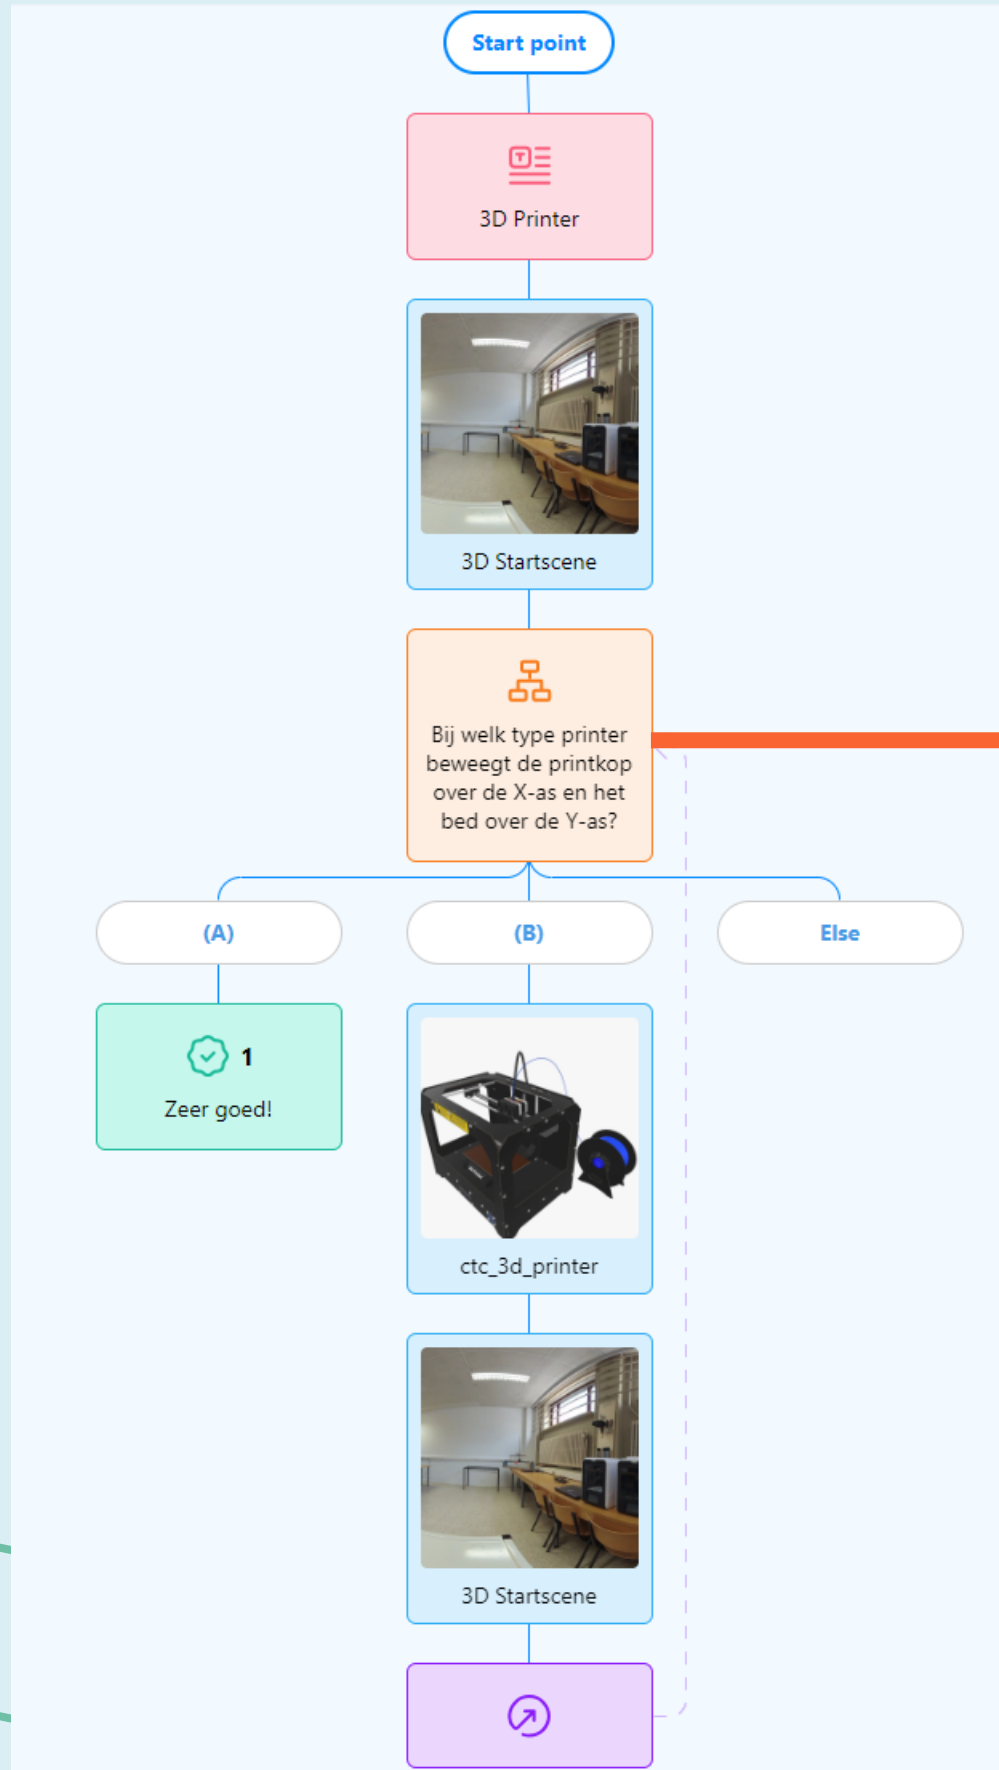 Start point
3D Printer
3D Startscene
Bij welk type printer
beweegt de printkop
over de X-as en het
bed over de Y-as?
(A)
(B)
Else
1
Zeer goed!
ctc_3d_printer
3D Startscene